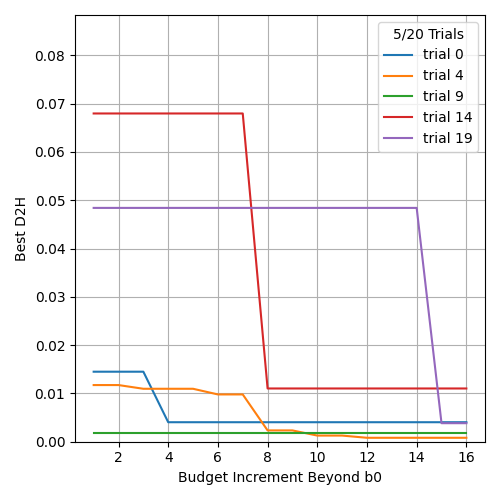 5/20 Trials
trial 0
trial 4
trial 9
trial 14
trial 19
Best D2H
0.08
0.07
0.06
0.05
0.04
0.03
0.02
0.01
0.00
2 4 6 8 10 12 14 16
Budget Increment Beyond b0